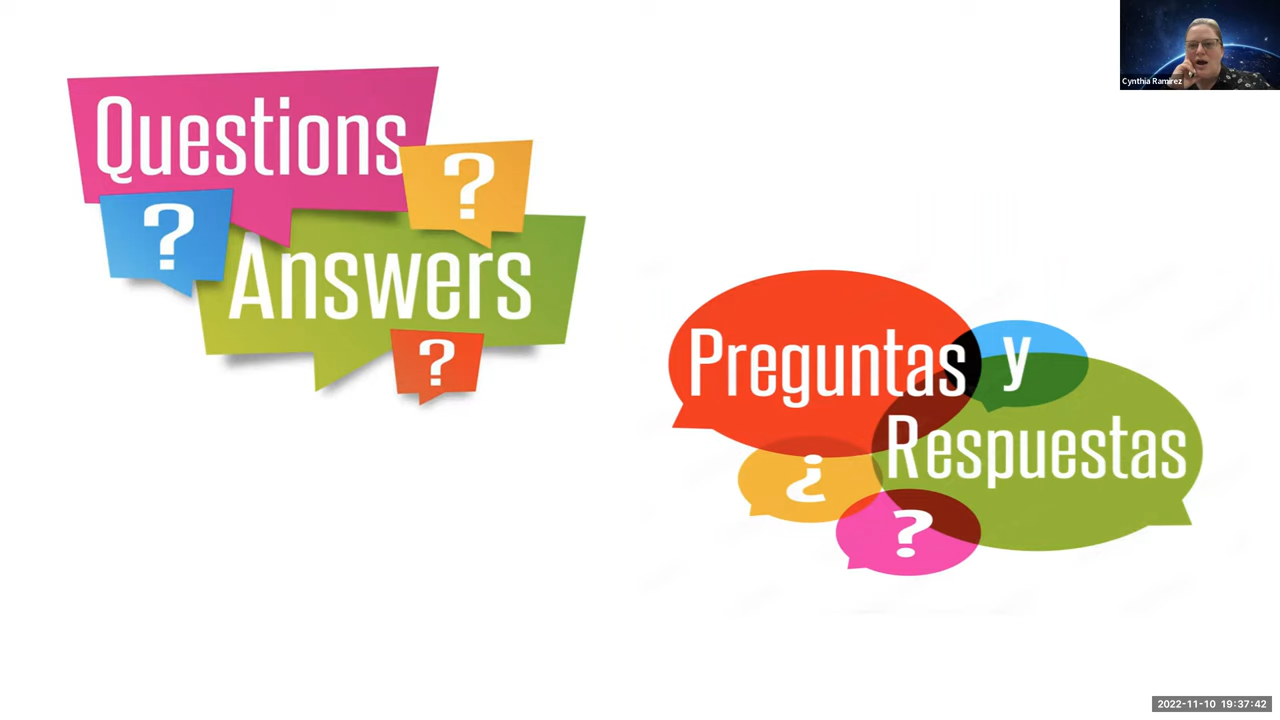 Questions
?
?
Answers
?
Preguntas y
Respuestas
¿
?
Cynthia Ramirez
2022-11-10 19:37:42